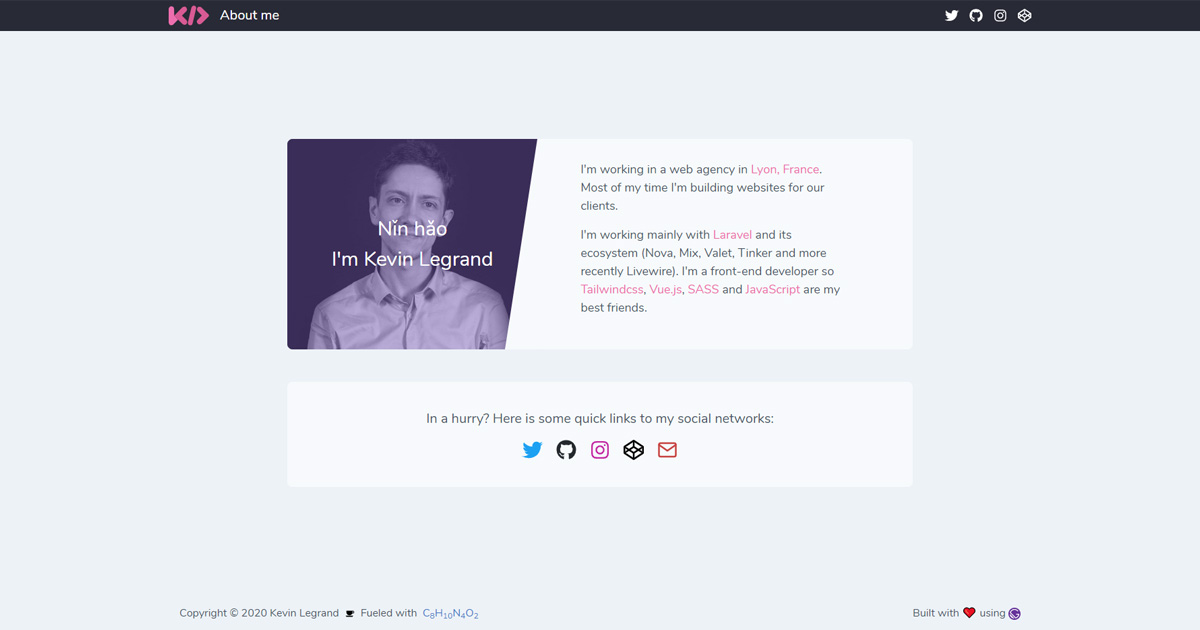 About me
Nǐn hǎo
I'm Kevin Legrand
I'm working in a web agency in Lyon, France.
Most of my time I'm building websites for our
clients.
I'm working mainly with Laravel and its
ecosystem (Nova, Mix, Valet, Tinker and more
recently Livewire). I'm a front-end developer so
Tailwindcss, Vue.js, SASS and JavaScript are my
best friends.
In a hurry? Here is some quick links to my social networks:
Copyright © 2020 Kevin Legrand Fueled with C₈H₁₀N₄O₂
Built with ❤ using